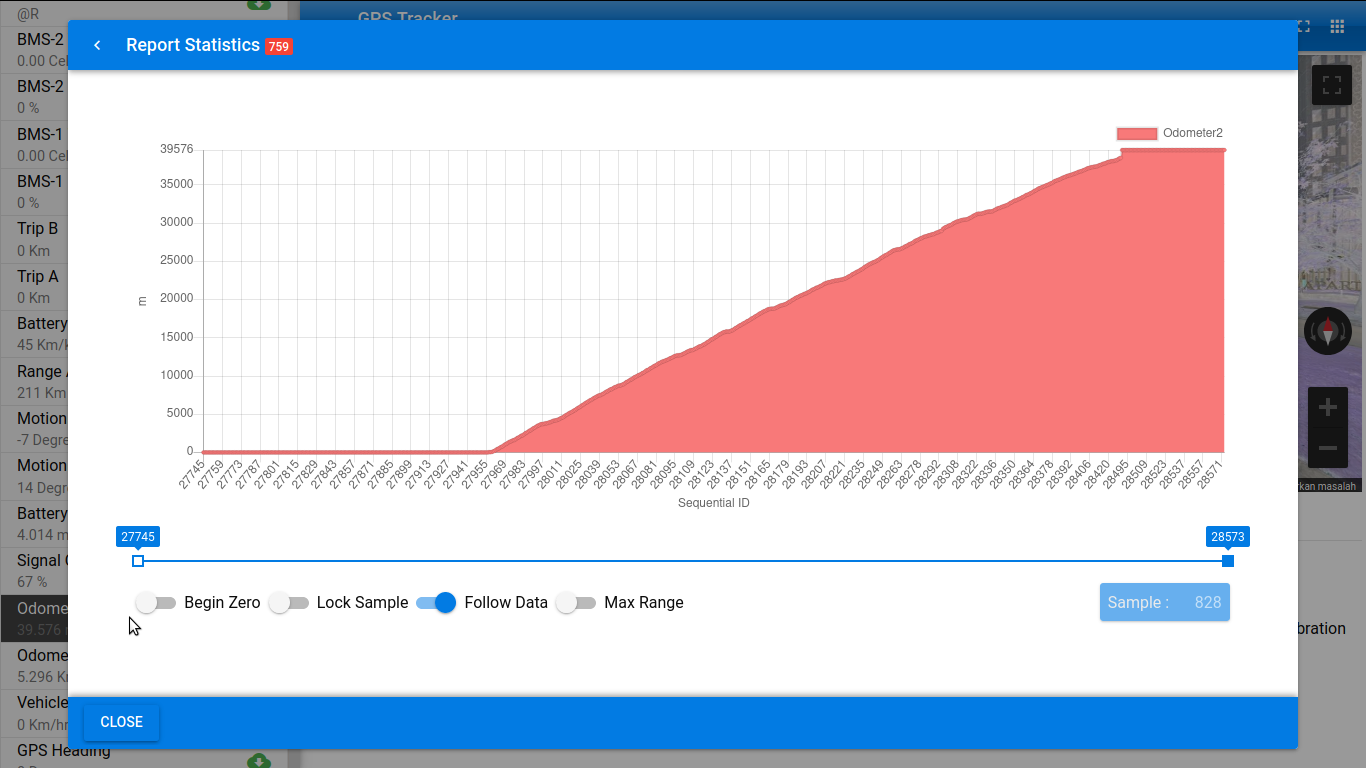 @R
GPS Tracker
Report Statistics 759
BMS-2
0.00 Cel
BMS-2
0 %
BMS-1
0.00 Cel
BMS-1
0 %
Trip B
0 Km
Trip A
0 Km
Battery
45 Km/k
Range
211 Km
Motion
-7 Degre
Motion
14 Degre
Battery
4.014 m
Signal
67 %
Odome
39.576
Odome
5.296 K
Vehicle
0 Km/hr
GPS Heading
Odometer2
39576
35000
30000
25000
20000
15000
10000
5000
0
m
27745 27759 27773 27787 27801 27815 27829 27843 27857 27871 27885 27899 27913 27927 27941 27955 27969 27983 27997 28011 28025 28039 28053 28067 28081 28095 28109 28123 28137 28151 28165 28179 28193 28207 28221 28235 28249 28263 28278 28292 28308 28322 28336 28350 28364 28378 28392 28406 28420 28495 28509 28523 28537 28557 28571
Sequential ID
27745
28573
Begin Zero
Lock Sample
Follow Data
Max Range
Sample : 828
CLOSE
APART
kan masalah
bration